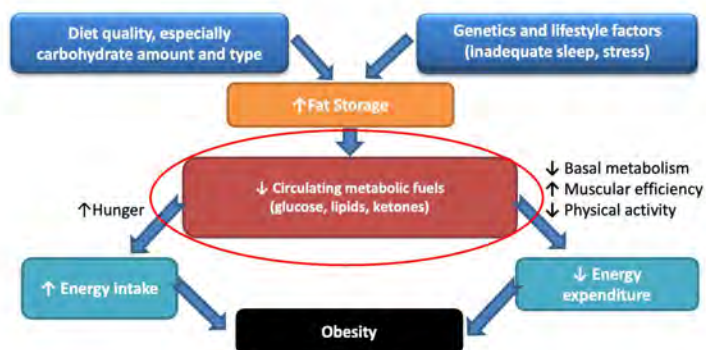 Diet quality, especially
carbohydrate amount and type
Genetics and lifestyle factors
(inadequate sleep, stress)
↑Fat Storage
↓ Circulating metabolic fuels
(glucose, lipids, ketones)
↑Hunger
↓ Basal metabolism
↑ Muscular efficiency
↓ Physical activity
↑ Energy intake
↓ Energy
expenditure
Obesity